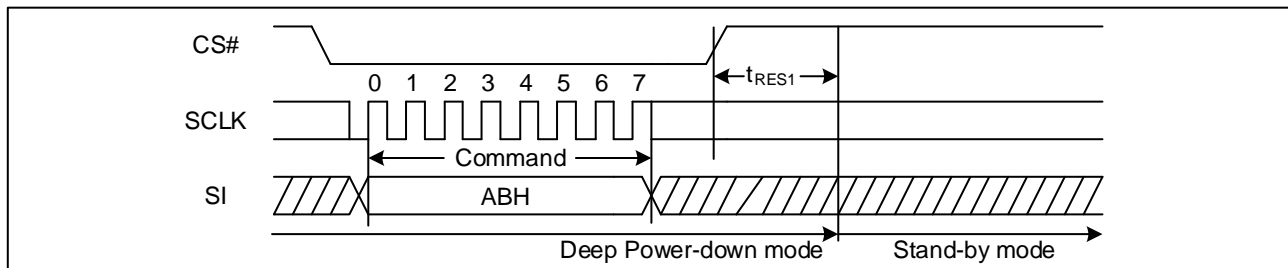 CS#
tRES1
0 1 2 3 4 5 6 7
SCLK
Command
SI
ABH
Deep Power-down mode
Stand-by mode